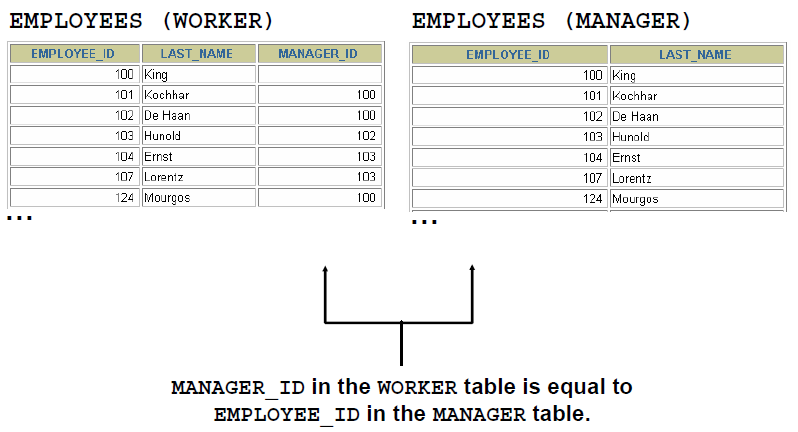 EMPLOYEES (WORKER)
EMPLOYEE_ID LAST_NAME MANAGER_ID
100 King
101 Kochhar 100
102 De Haan 100
103 Hunold 102
104 Ernst 103
107 Lorentz 103
124 Mourgos 100
...
EMPLOYEES (MANAGER)
EMPLOYEE_ID LAST_NAME
100 King
101 Kochhar
102 De Haan
103 Hunold
104 Ernst
107 Lorentz
124 Mourgos
...
MANAGER_ID in the WORKER table is equal to
EMPLOYEE_ID in the MANAGER table.